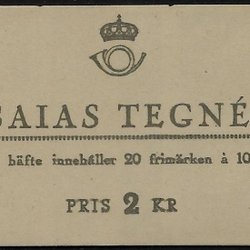 SAIAS TEGNÉ
häfte innehåller 20 frimärken à 10
PRIS 2 KR